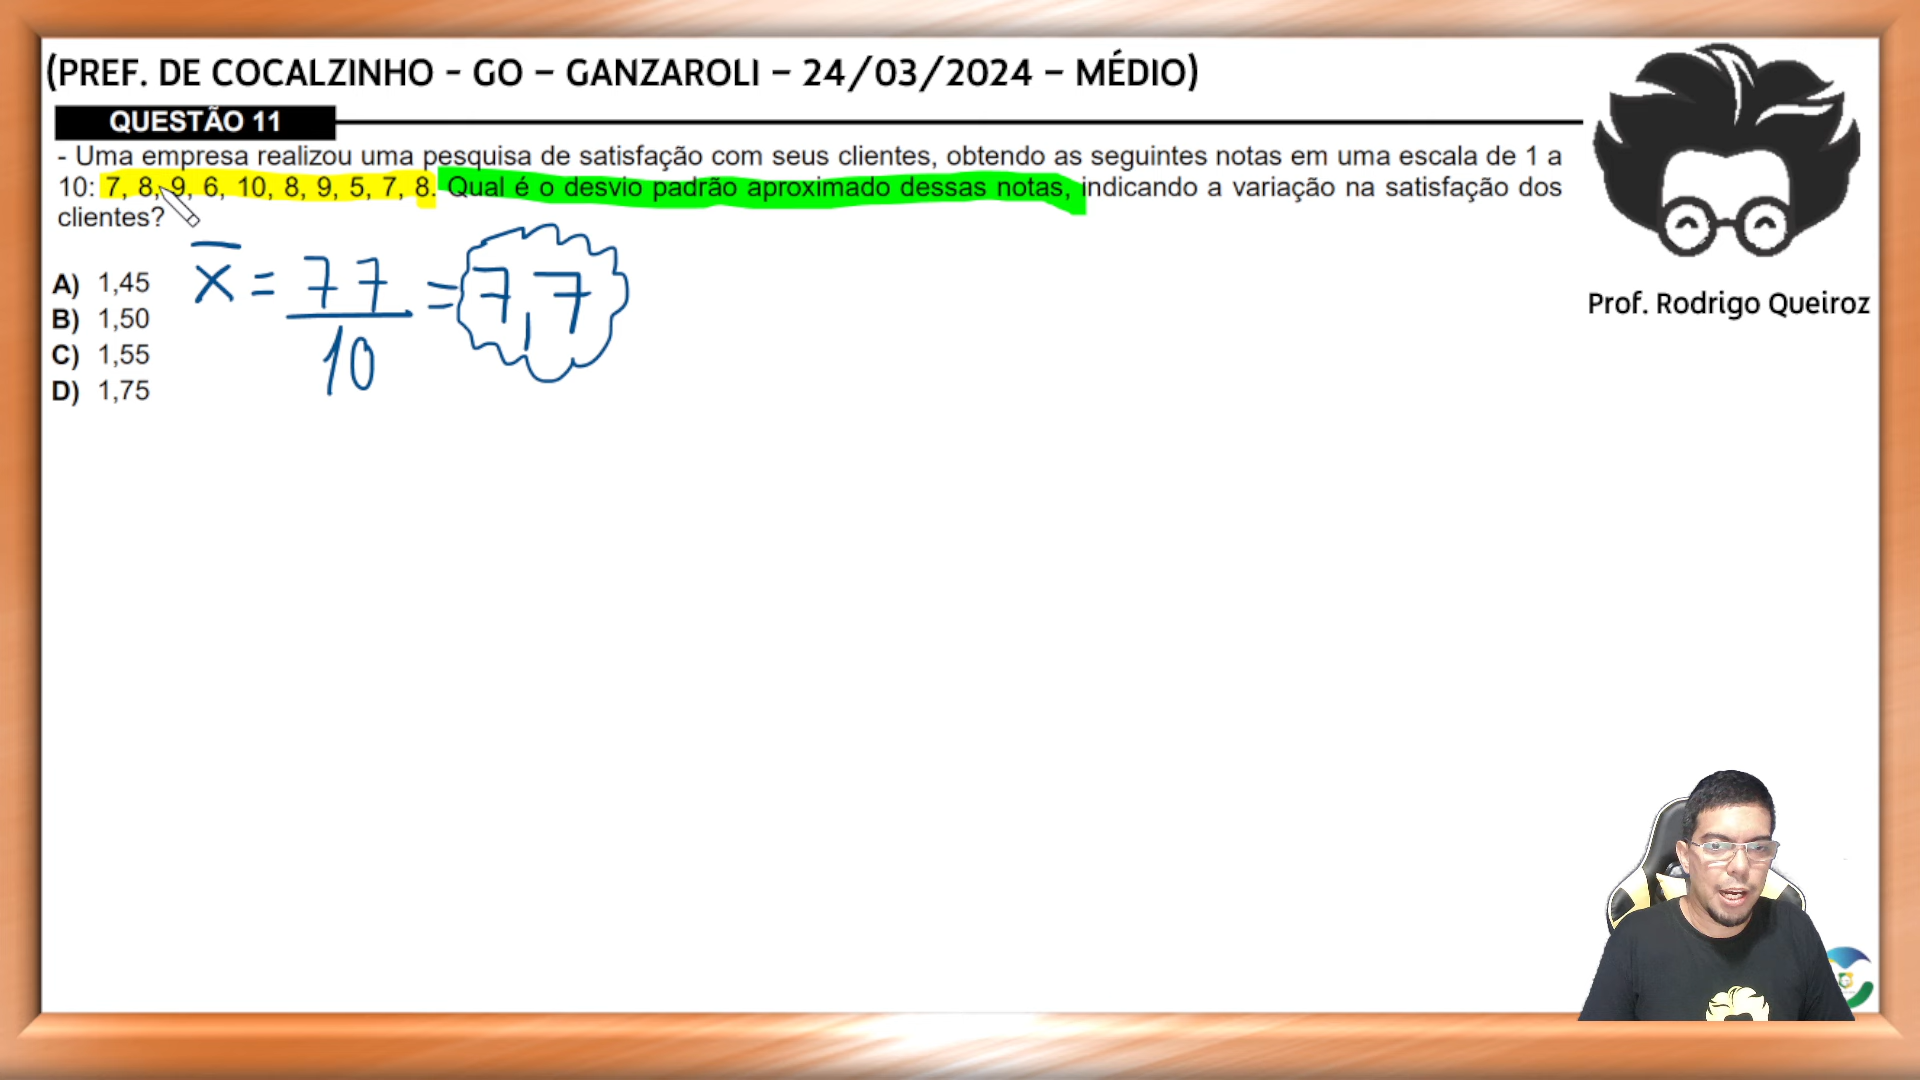 (PREF. DE COCALZINHO - GO – GANZAROLI – 24/03/2024 – MÉDIO)
QUESTÃO 11
- Uma empresa realizou uma pesquisa de satisfação com seus clientes, obtendo as seguintes notas em uma escala de 1 a
10: 7, 8, 9, 6, 10, 8, 9, 5, 7, 8. Qual é o desvio padrão aproximado dessas notas, indicando a variação na satisfação dos
clientes?
A) 1,45
B) 1,50
C) 1,55
D) 1,75
x̅ = 77/10 = 7,7
Prof. Rodrigo Queiroz